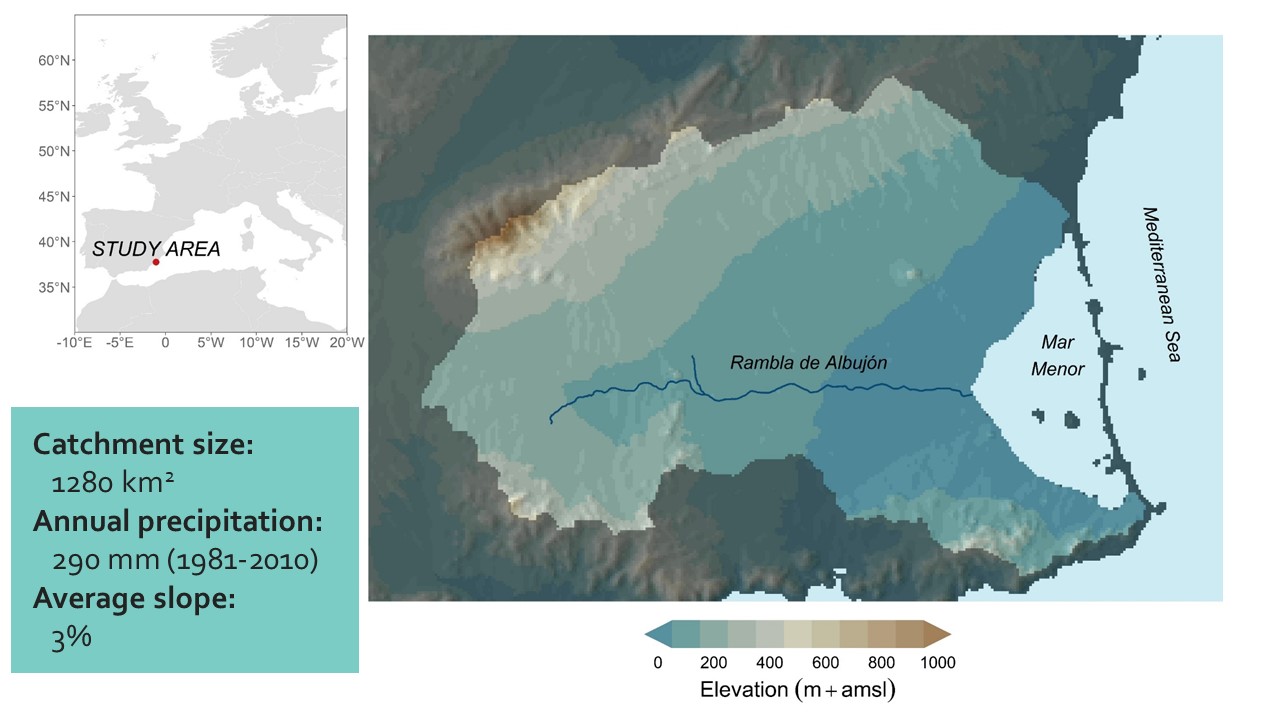 60°N
55°N
50°N
45°N
40°N
35°N
STUDY AREA
-10°E -5°E 0 5°W 10°W 15°W 20°W
Catchment size:
1280 km²
Annual precipitation:
290 mm (1981-2010)
Average slope:
3%
Rambla de Albujón
Mar
Menor
Mediterranean Sea
0 200 400 600 800 1000
Elevation (m+amsl)